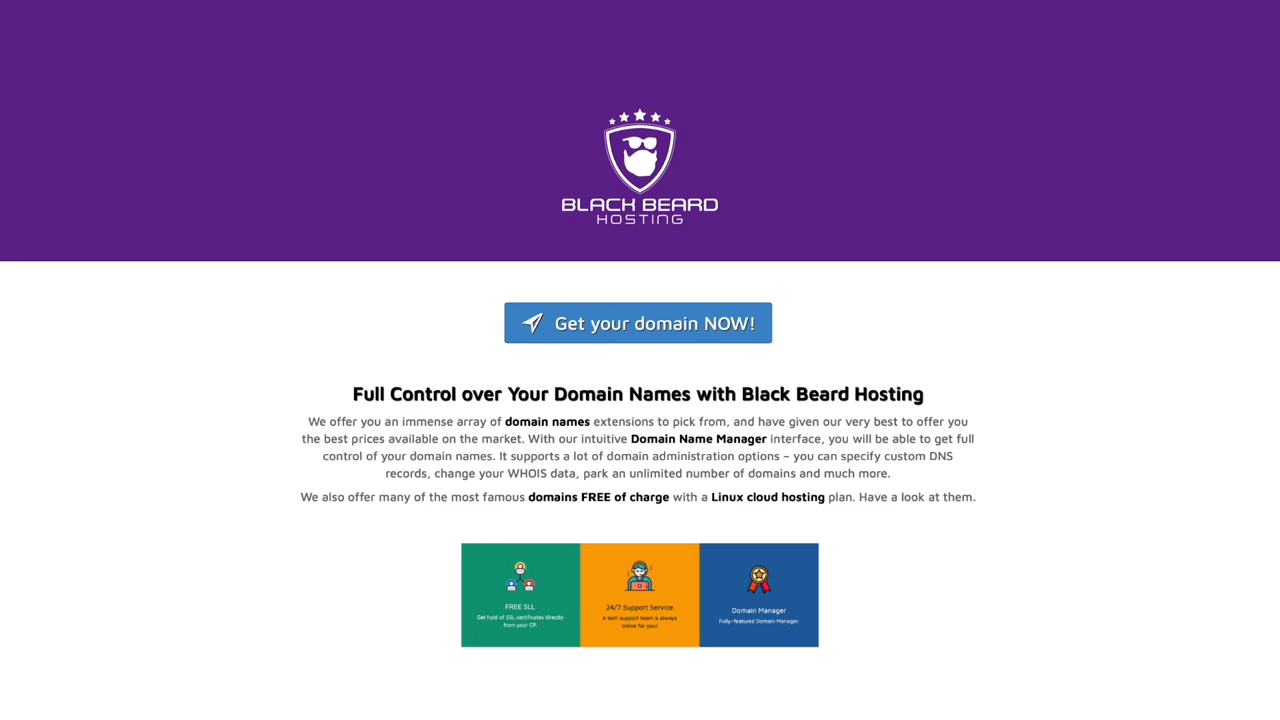 BLACK BEARD
HOSTING
Get your domain NOW!
Full Control over Your Domain Names with Black Beard Hosting
We offer you an immense array of domain names extensions to pick from, and have given our very best to offer you
the best prices available on the market. With our intuitive Domain Name Manager interface, you will be able to get full
control of your domain names. It supports a lot of domain administration options – you can specify custom DNS
records, change your WHOIS data, park an unlimited number of domains and much more.
We also offer many of the most famous domains FREE of charge with a Linux cloud hosting plan. Have a look at them.
FREE SLL
Get hold of SSL certificates directly
from your CP.
24/7 Support Service
A tech support team is always
online for you!
Domain Manager
Fully-featured Domain Manager.